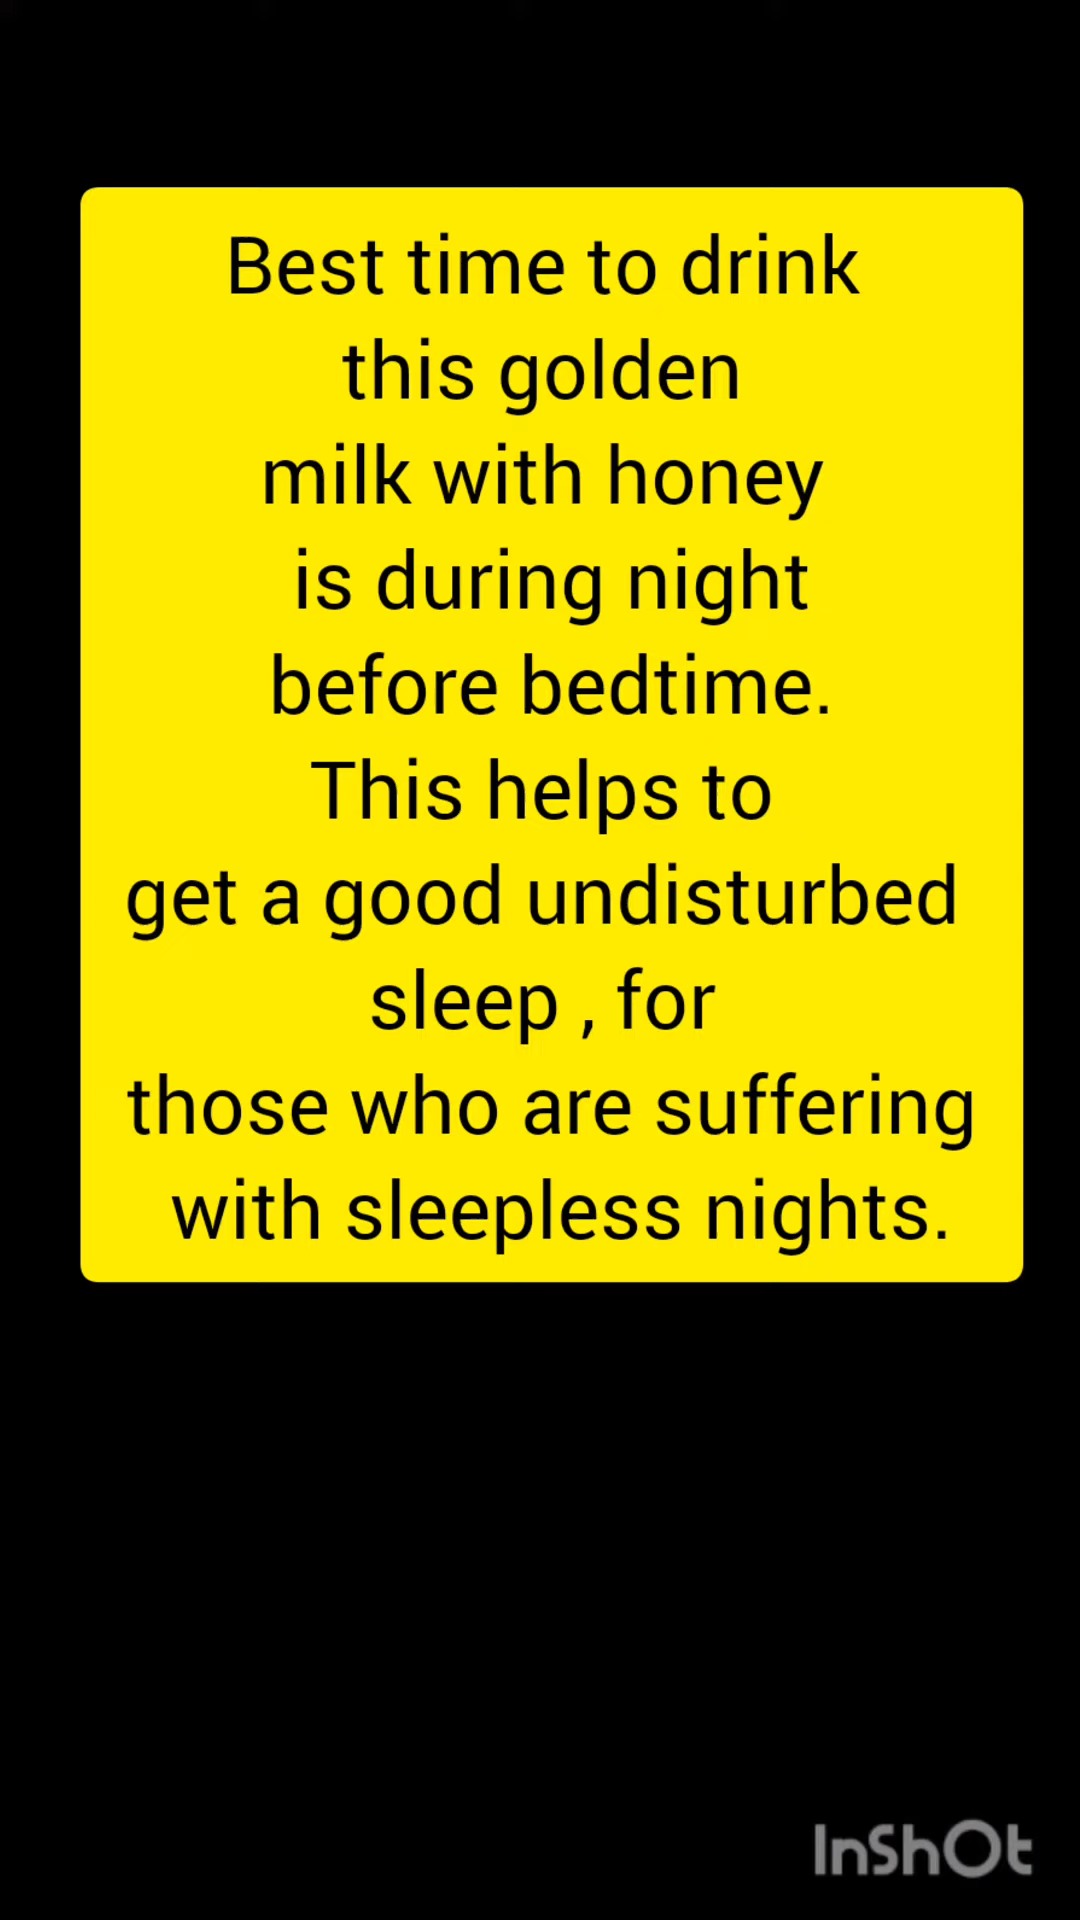 Best time to drink
this golden
milk with honey
is during night
before bedtime.
This helps to
get a good undisturbed
sleep , for
those who are suffering
with sleepless nights.
InShOt